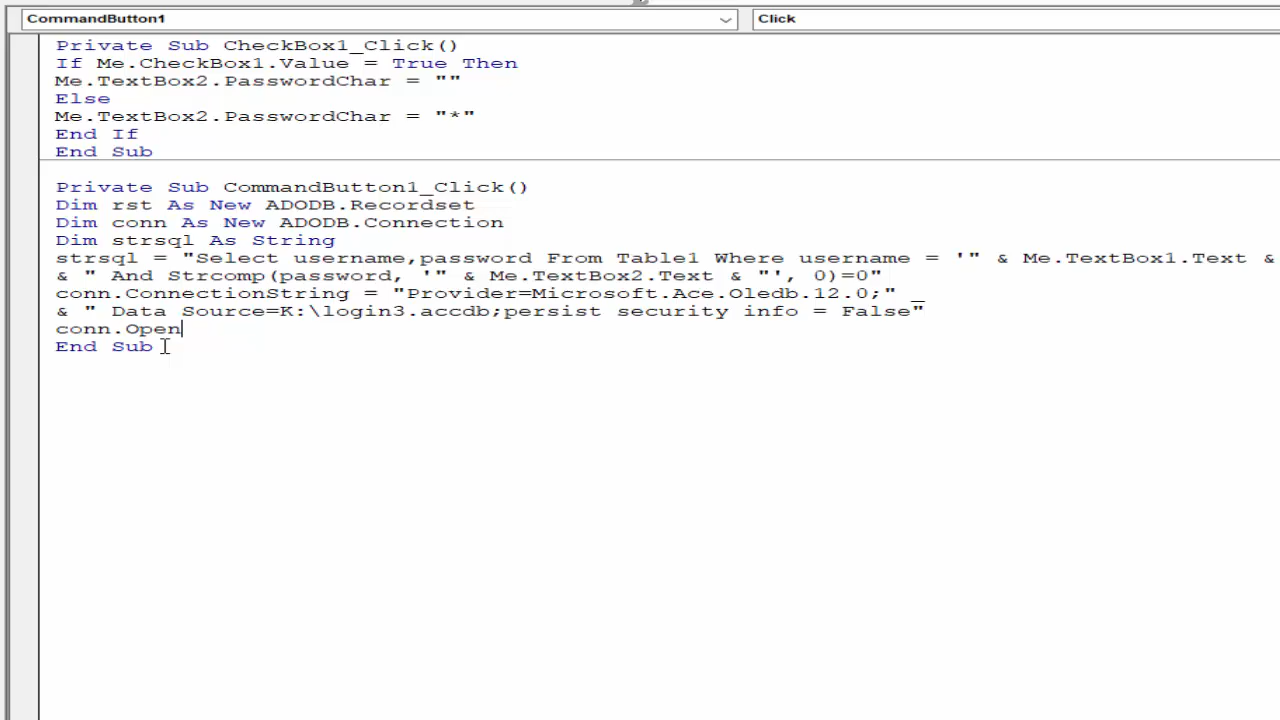 CommandButton1
Click
Private Sub CheckBox1_Click()
If Me.CheckBox1.Value = True Then
Me.TextBox2.PasswordChar = ""
Else
Me.TextBox2.PasswordChar = "*"
End If
End Sub
Private Sub CommandButton1_Click()
Dim rst As New ADODB.Recordset
Dim conn As New ADODB.Connection
Dim strsql As String
strsql = "Select username,password From Table1 Where username = '" & Me.TextBox1.Text &
& " And Strcomp(password, '" & Me.TextBox2.Text & "', 0)=0"
conn.ConnectionString = "Provider=Microsoft.Ace.Oledb.12.0;" _
& " Data Source=K:\login3.accdb;persist security info = False"
conn.Open
End Sub